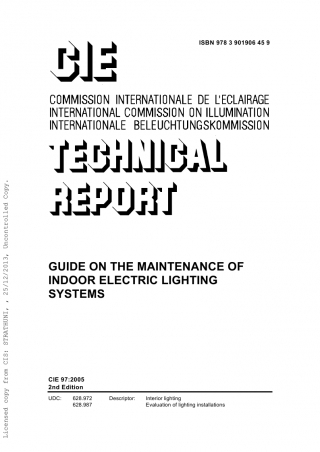 ISBN 978 3 901906 45 9
CIE
COMMISSION INTERNATIONALE DE L'ECLAIRAGE
INTERNATIONAL COMMISSION ON ILLUMINATION
INTERNATIONALE BELEUCHTUNGSKOMMISSION
TECHNICAL
REPORT
GUIDE ON THE MAINTENANCE OF
INDOOR ELECTRIC LIGHTING
SYSTEMS
CIE 97:2005
2nd Edition
UDC: 628.972 Descriptor: Interior lighting
628.987 Evaluation of lighting installations
Licensed copy from CIS: STRATHUNI, , 25/12/2013, Uncontrolled Copy.